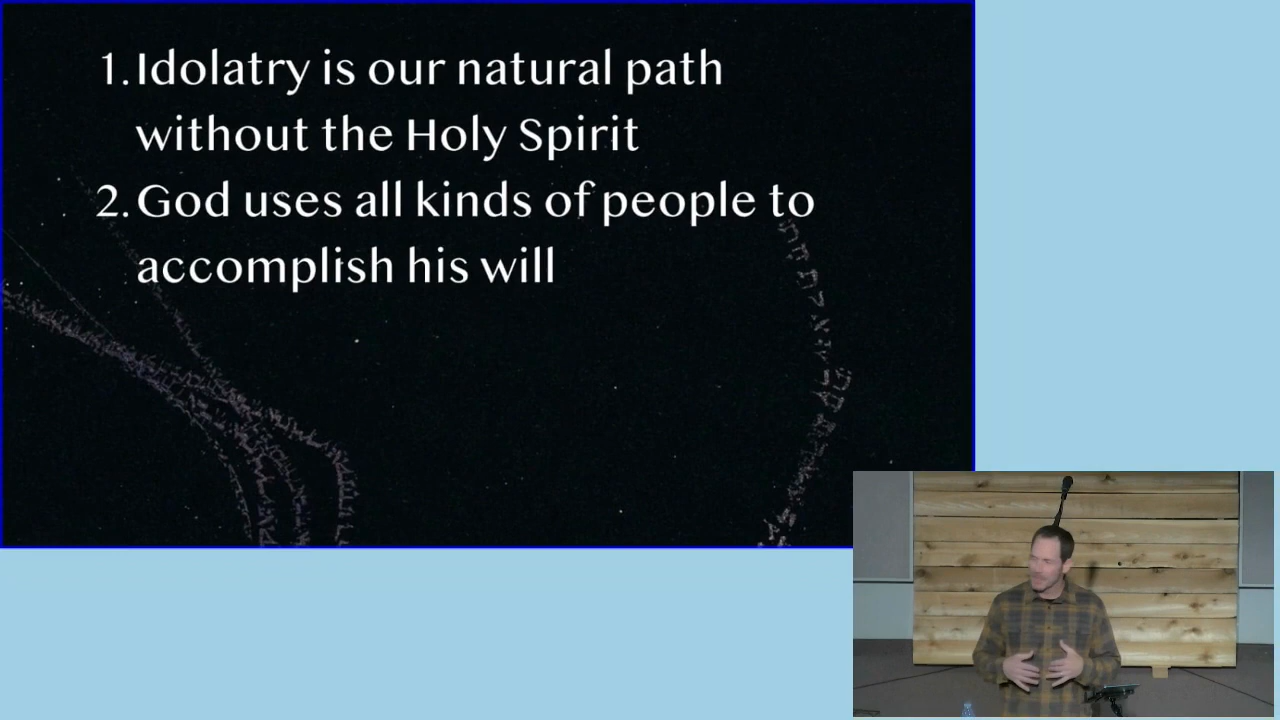 1. Idolatry is our natural path
without the Holy Spirit
2. God uses all kinds of people to
accomplish his will